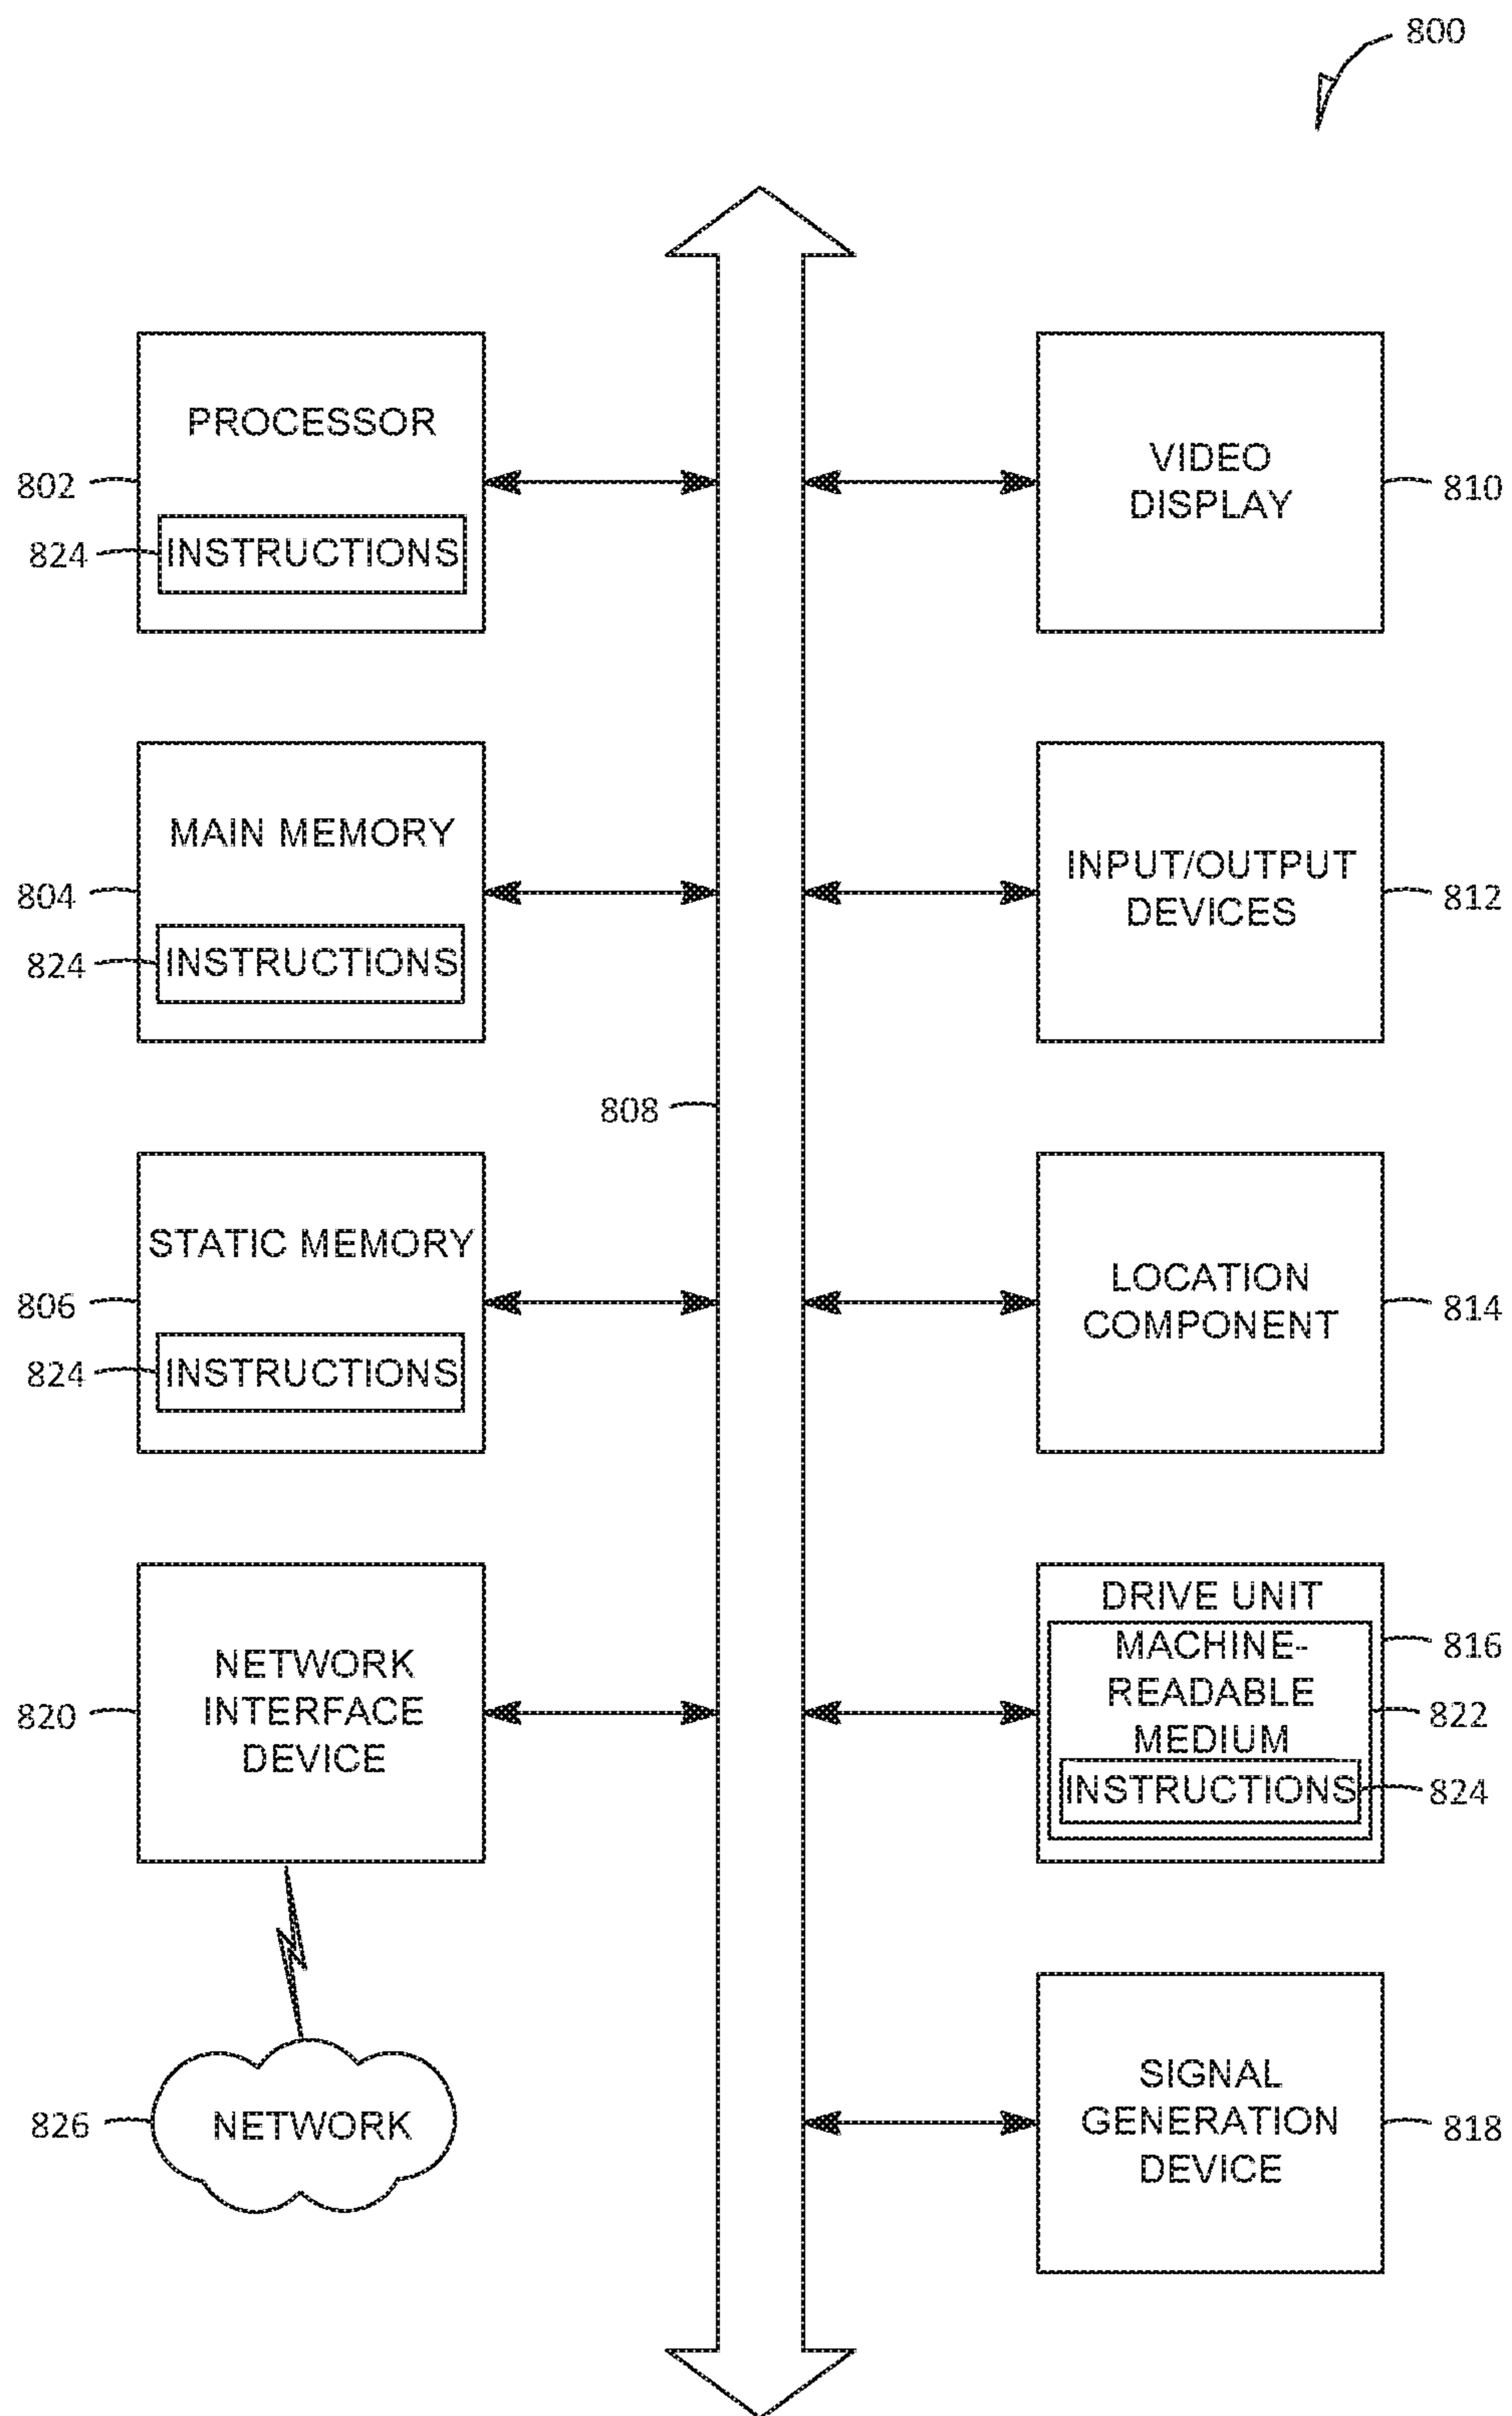 800
PROCESSOR
802
824
INSTRUCTIONS
VIDEO
DISPLAY
810
MAIN MEMORY
804
824
INSTRUCTIONS
INPUT/OUTPUT
DEVICES
812
808
STATIC MEMORY
806
824
INSTRUCTIONS
LOCATION
COMPONENT
814
NETWORK
INTERFACE
DEVICE
820
DRIVE UNIT
816
MACHINE-
READABLE
MEDIUM
822
INSTRUCTIONS
824
826
NETWORK
SIGNAL
GENERATION
DEVICE
818